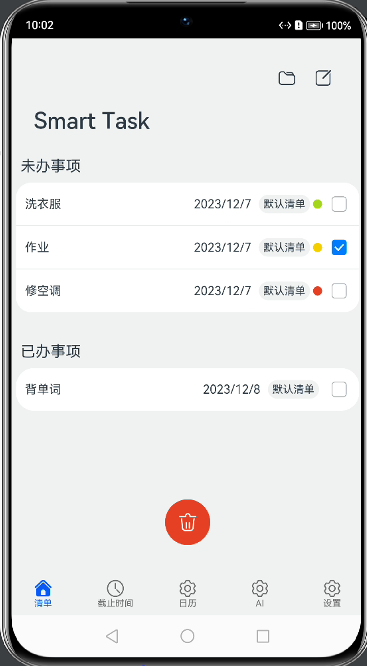 10:02 100%
Smart Task
未办事项
洗衣服 2023/12/7 默认清单
作业 2023/12/7 默认清单
修空调 2023/12/7 默认清单
已办事项
背单词 2023/12/8 默认清单
清单 截止时间 日历 AI 设置